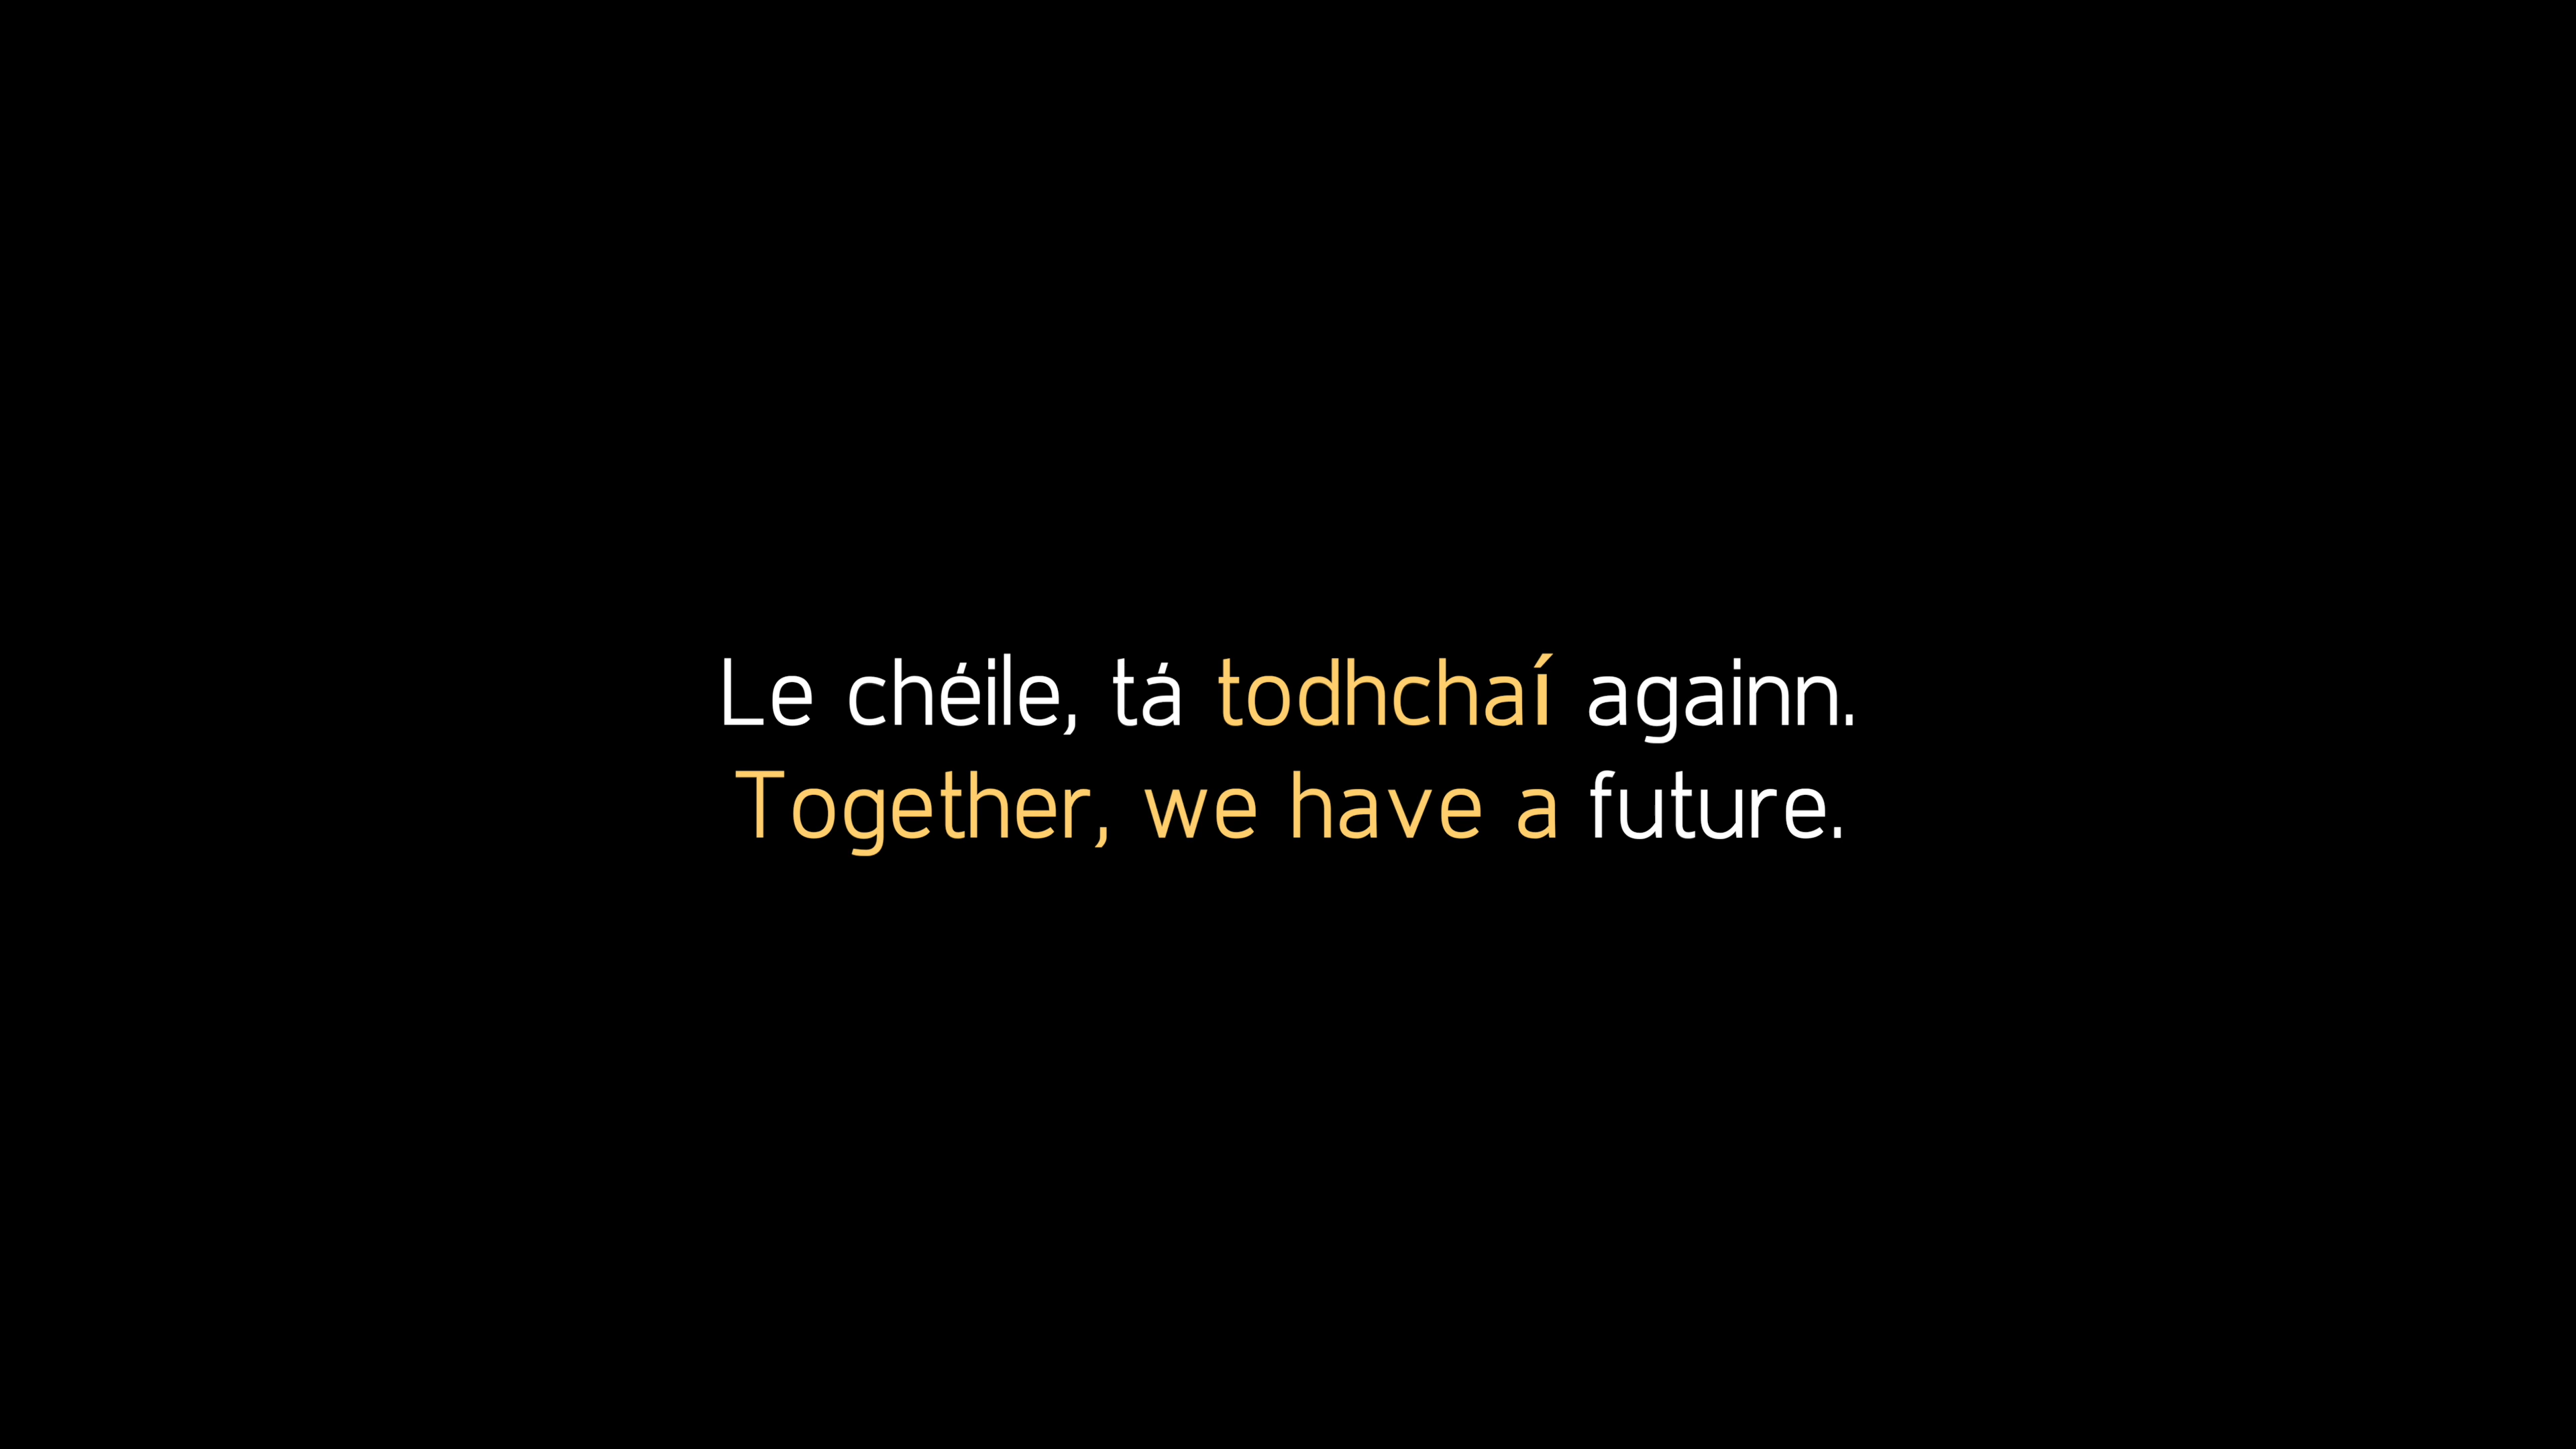 Le chéile, tá todhchaí againn.
Together, we have a future.